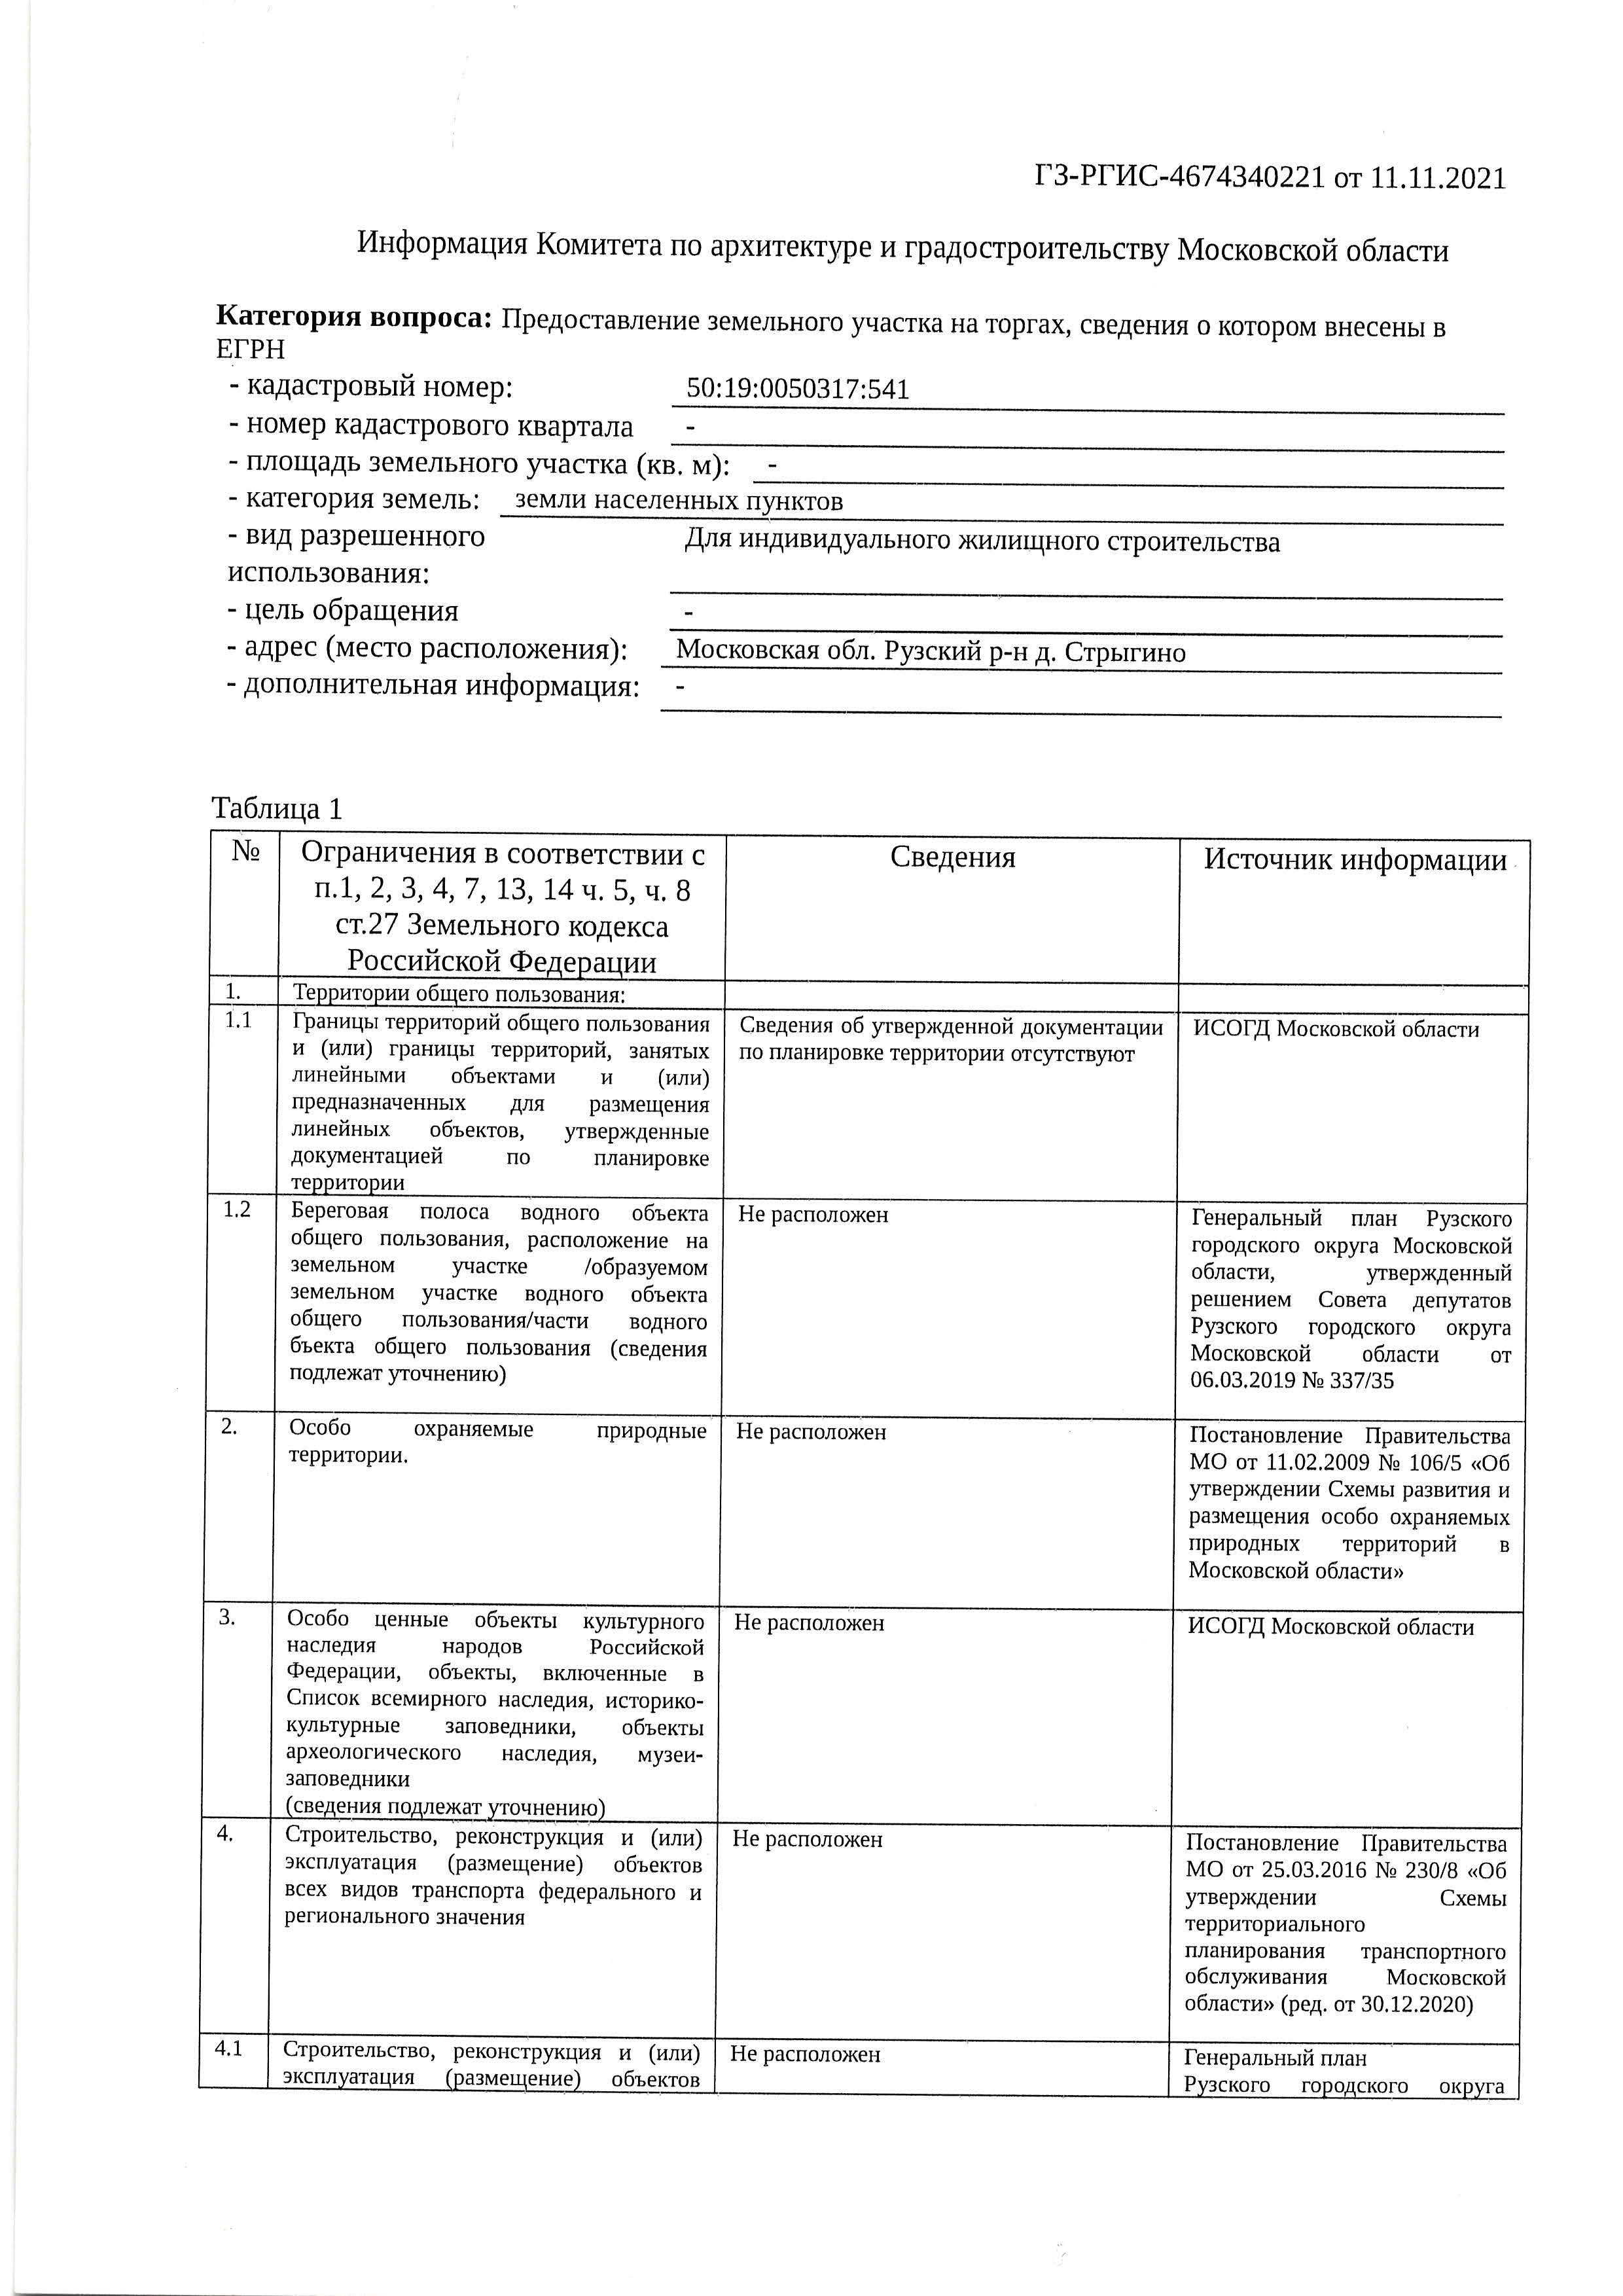 ГЗ-РГИС-4674340221 от 11.11.2021
Информация Комитета по архитектуре и градостроительству Московской области
Категория вопроса: Предоставление земельного участка на торгах, сведения о котором внесены в
ЕГРН
- кадастровый номер: 50:19:0050317:541
- номер кадастрового квартала -
- площадь земельного участка (кв. м): -
- категория земель: земли населенных пунктов
- вид разрешенного Для индивидуального жилищного строительства
использования:
- цель обращения -
- адрес (место расположения): Московская обл. Рузский р-н д. Стрыгино
- дополнительная информация: -
Таблица 1
№
Ограничения в соответствии с
п.1, 2, 3, 4, 7, 13, 14 ч. 5, ч. 8
ст.27 Земельного кодекса
Российской Федерации
Сведения
Источник информации
1.
Территории общего пользования:
1.1
Границы территорий общего пользования
и (или) границы территорий, занятых
линейными объектами и (или)
предназначенных для размещения
линейных объектов, утвержденные
документацией по планировке
территории
Сведения об утвержденной документации
по планировке территории отсутствуют
ИСОГД Московской области
1.2
Береговая полоса водного объекта
общего пользования, расположение на
земельном участке /образуемом
земельном участке водного объекта
общего пользования/части водного
бъекта общего пользования (сведения
подлежат уточнению)
Не расположен
Генеральный план Рузского
городского округа Московской
области, утвержденный
решением Совета депутатов
Рузского городского округа
Московской области от
06.03.2019 № 337/35
2.
Особо охраняемые природные
территории.
Не расположен
Постановление Правительства
МО от 11.02.2009 № 106/5 «Об
утверждении Схемы развития и
размещения особо охраняемых
природных территорий в
Московской области»
3.
Особо ценные объекты культурного
наследия народов Российской
Федерации, объекты, включенные в
Список всемирного наследия, историко-
культурные заповедники, объекты
археологического наследия, музеи-
заповедники
(сведения подлежат уточнению)
Не расположен
ИСОГД Московской области
4.
Строительство, реконструкция и (или)
эксплуатация (размещение) объектов
всех видов транспорта федерального и
регионального значения
Не расположен
Постановление Правительства
МО от 25.03.2016 № 230/8 «Об
утверждении Схемы
территориального
планирования транспортного
обслуживания Московской
области» (ред. от 30.12.2020)
4.1
Строительство, реконструкция и (или)
эксплуатация (размещение) объектов
Не расположен
Генеральный план
Рузского городского округа